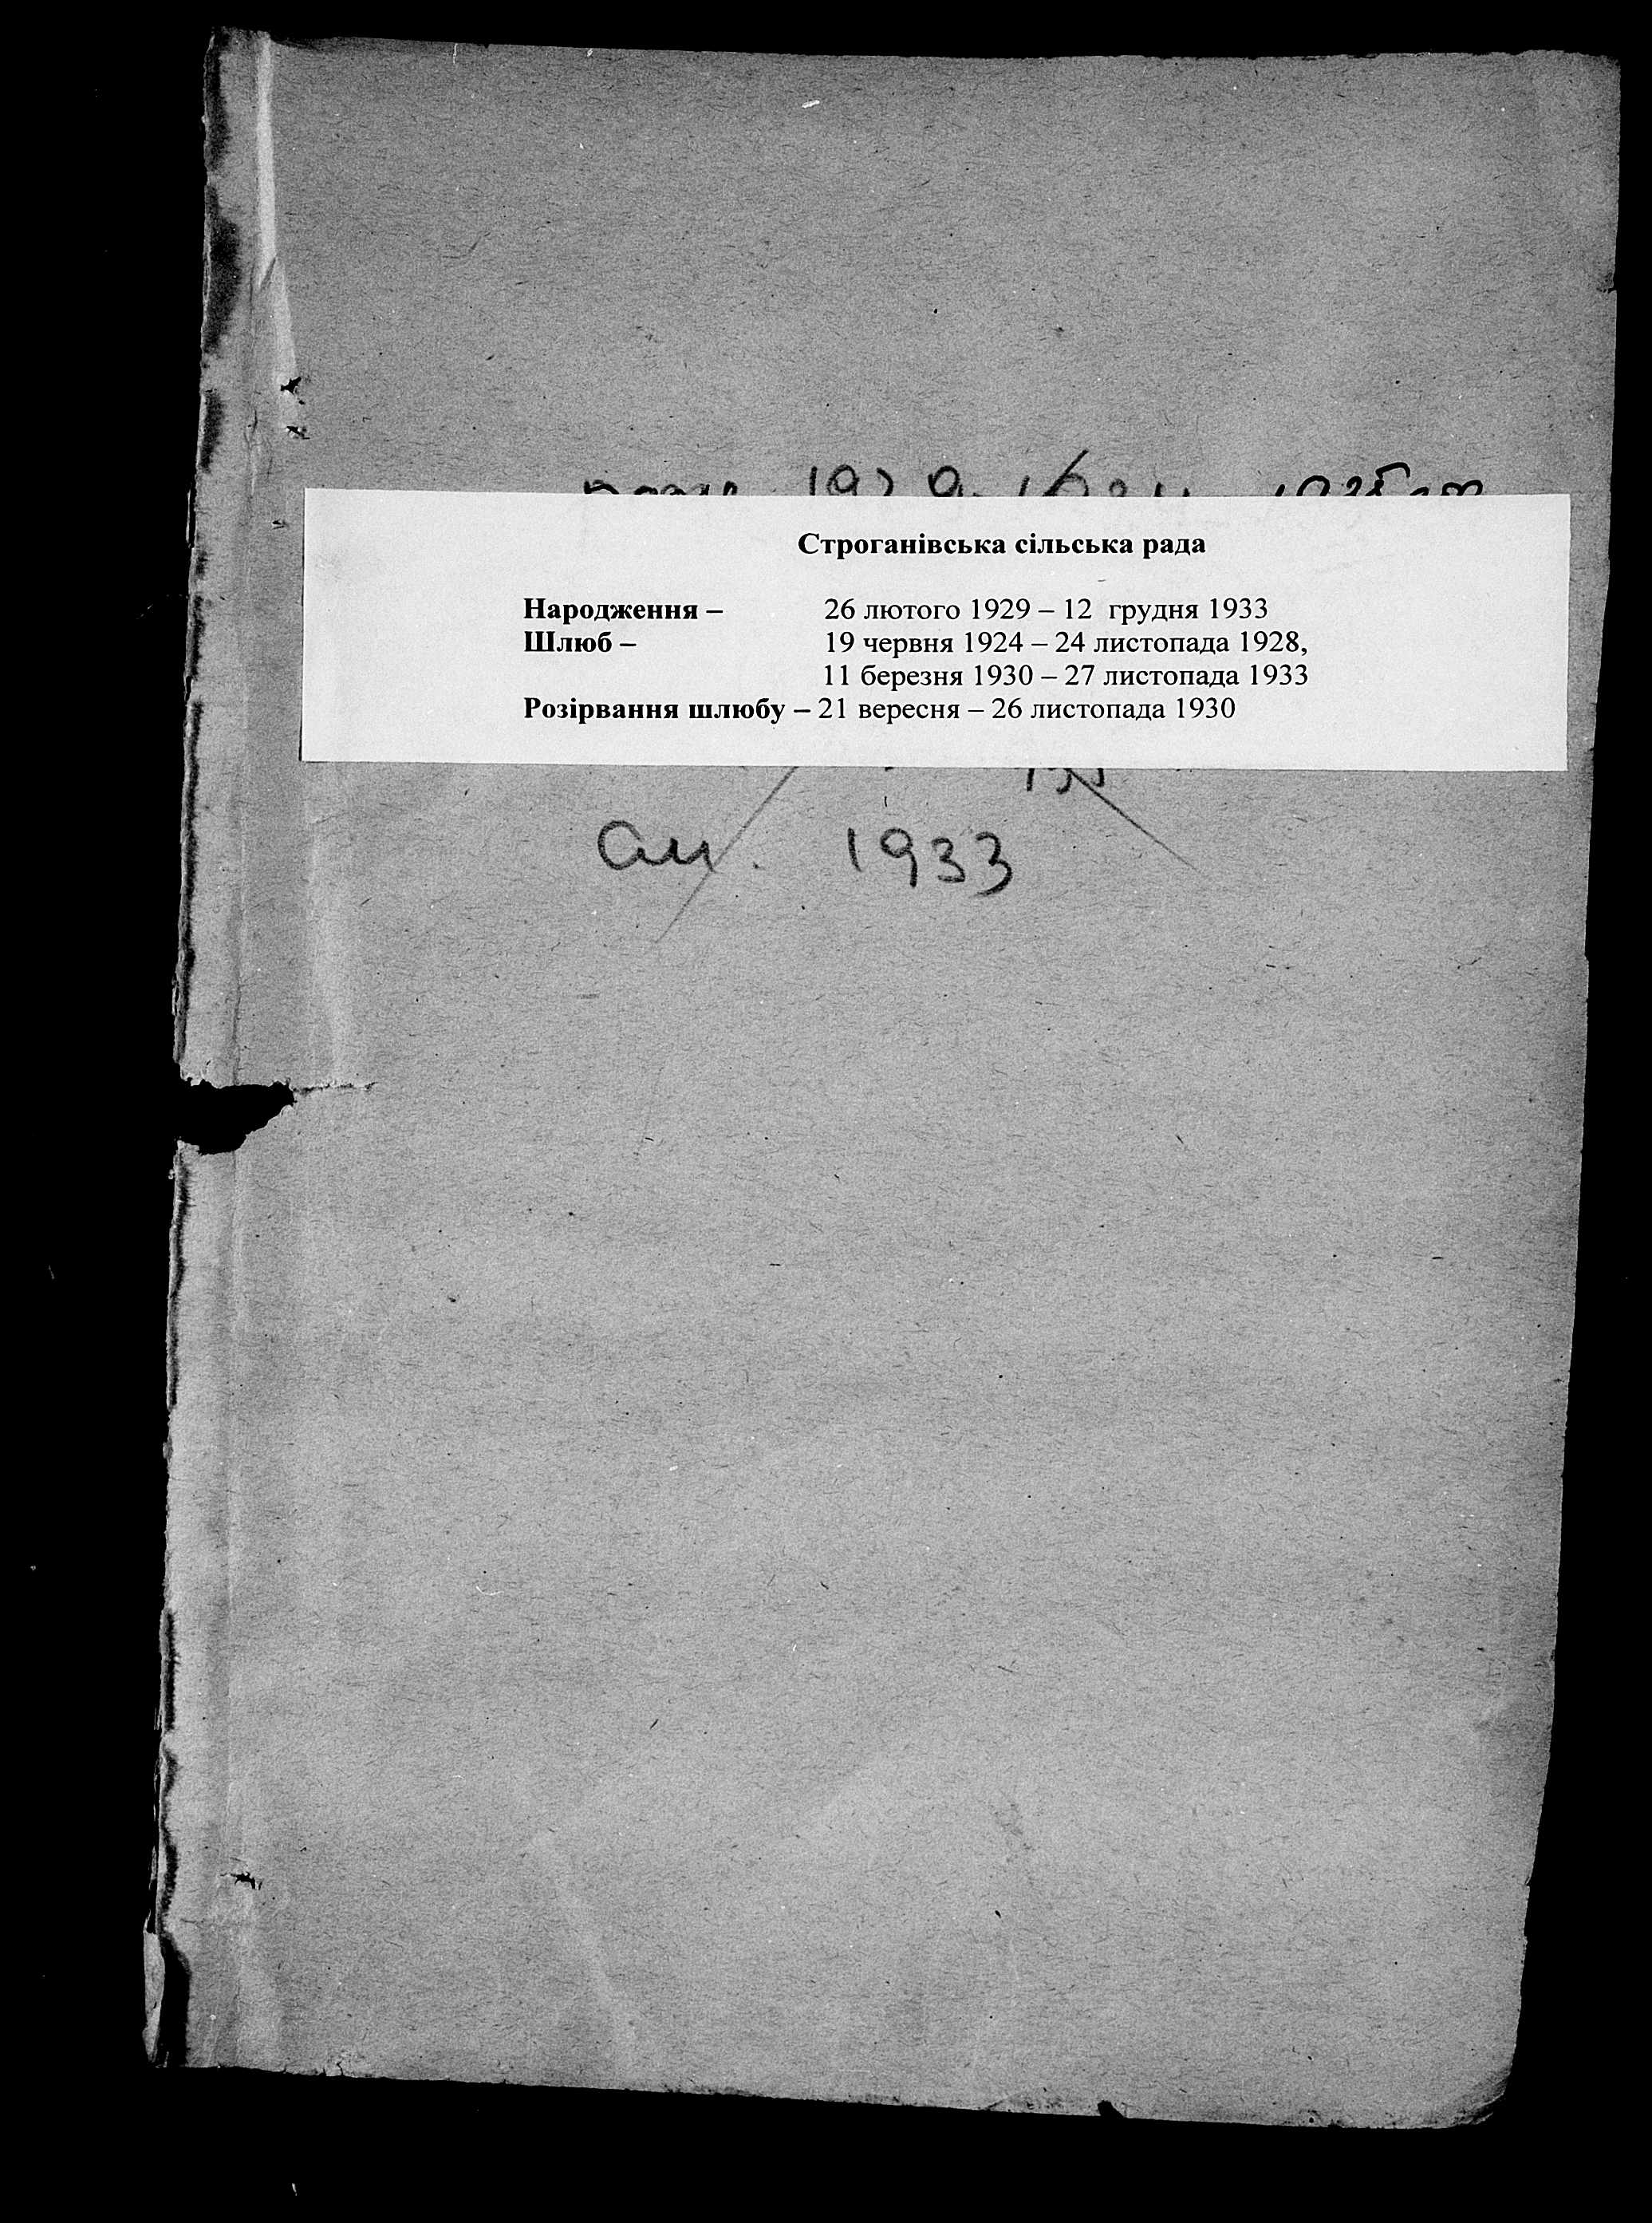 Строганівська сільська рада
Народження – 26 лютого 1929 – 12 грудня 1933
Шлюб – 19 червня 1924 – 24 листопада 1928,
11 березня 1930 – 27 листопада 1933
Розірвання шлюбу – 21 вересня – 26 листопада 1930
См. 1933